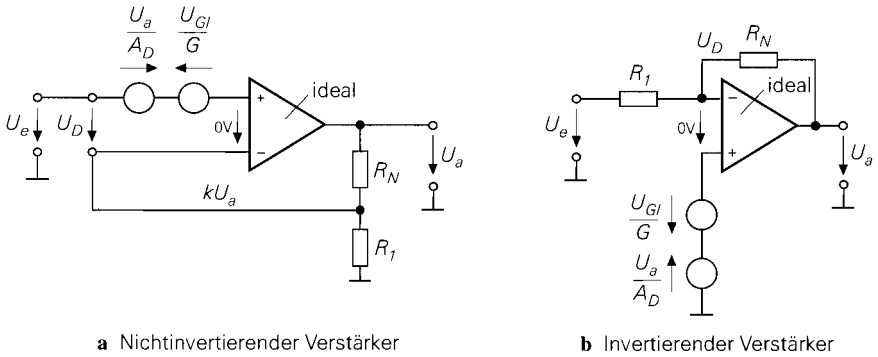 U_a
A_D
U_Gl
G
ideal
+
−
U_e
U_D
0V
kU_a
R_N
R_1
U_a
a Nichtinvertierender Verstärker
U_D
R_N
R_1
ideal
−
+
U_e
0V
U_a
U_Gl
G
U_a
A_D
b Invertierender Verstärker